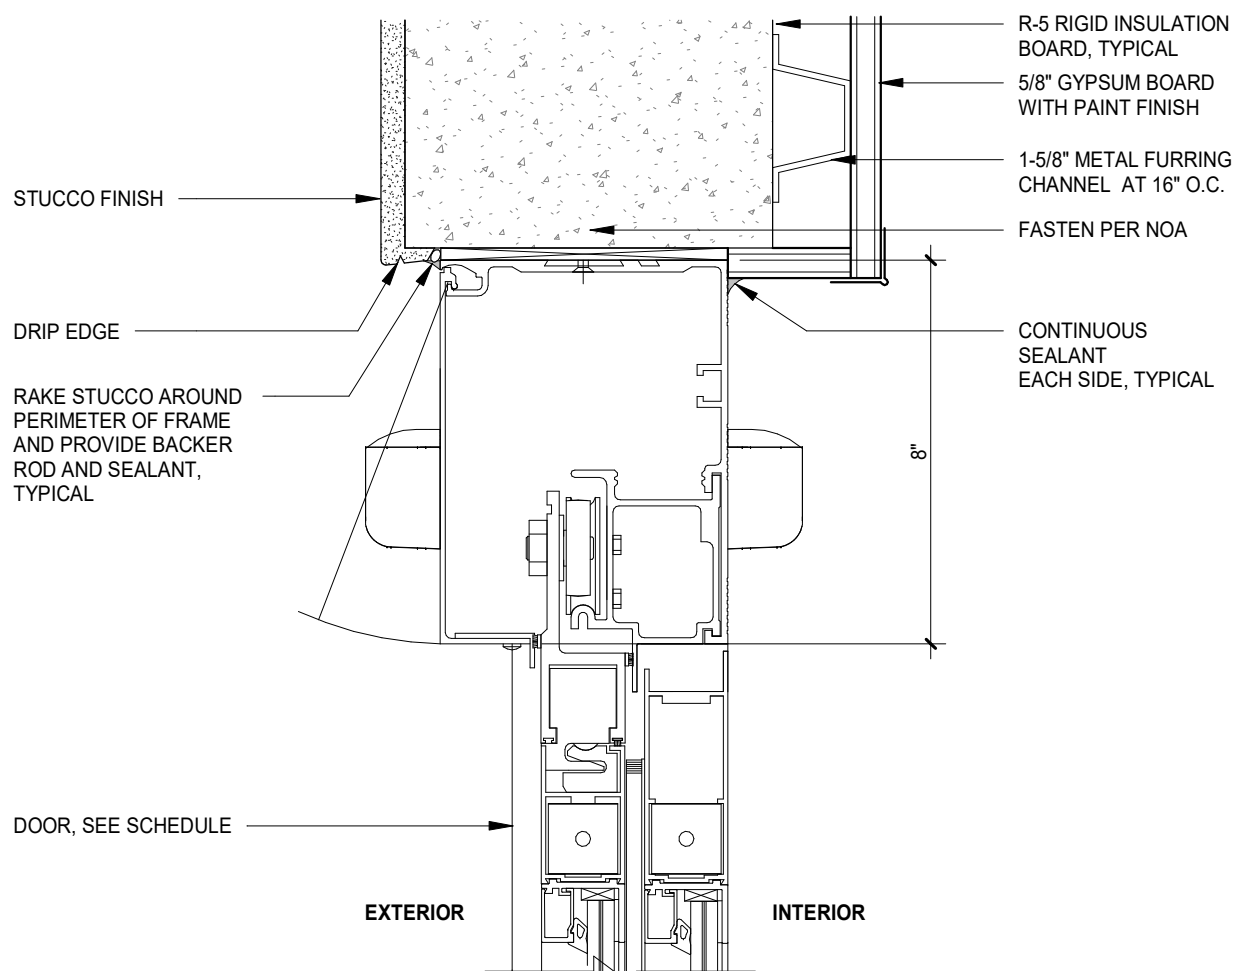 R-5 RIGID INSULATION
BOARD, TYPICAL
5/8" GYPSUM BOARD
WITH PAINT FINISH
1-5/8" METAL FURRING
CHANNEL AT 16" O.C.
STUCCO FINISH
FASTEN PER NOA
DRIP EDGE
CONTINUOUS
SEALANT
EACH SIDE, TYPICAL
RAKE STUCCO AROUND
PERIMETER OF FRAME
AND PROVIDE BACKER
ROD AND SEALANT,
TYPICAL
8"
DOOR, SEE SCHEDULE
EXTERIOR
INTERIOR